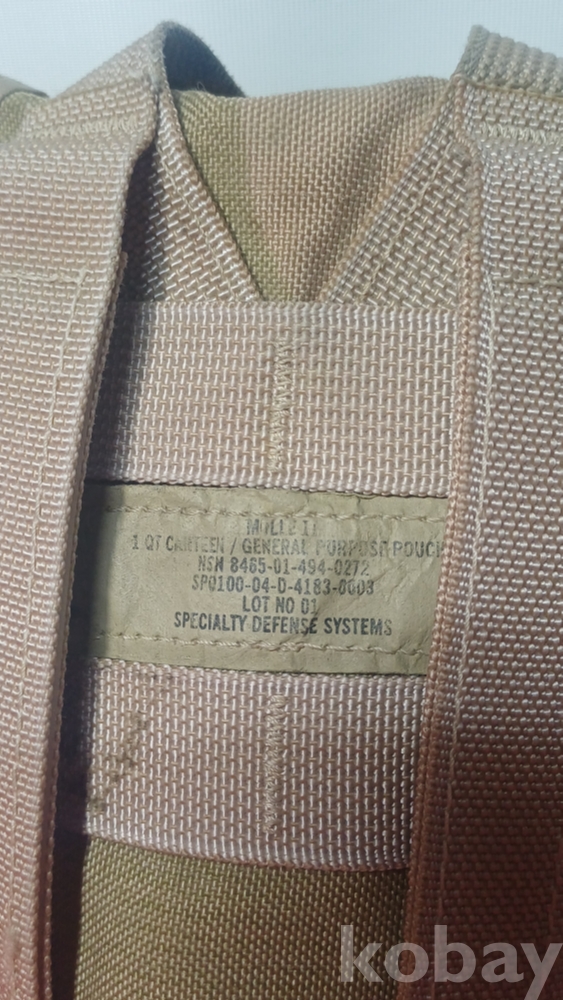 MOLLE II
1 QT CANTEEN / GENERAL PURPOSE POUCH
NSN 8465-01-494-0272
SPO100-04-D-4183-0003
LOT NO 01
SPECIALTY DEFENSE SYSTEMS
kobay